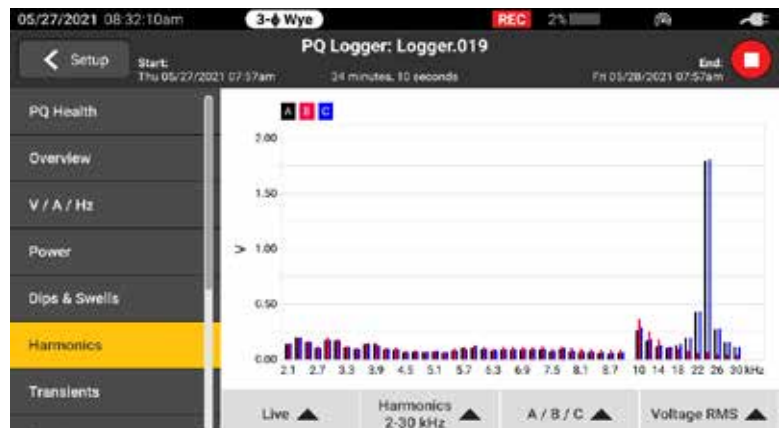 05/27/2021 08:32:10am 3-ϕ Wye REC 2%
Setup
PQ Logger: Logger.019
Start:
Thu 05/27/2021 07:57am
34 minutes, 10 seconds
End:
Fri 05/28/2021 07:57am
PQ Health
Overview
V / A / Hz
Power
Dips & Swells
Harmonics
Transients
A B C
2.00
1.50
V
1.00
0.50
0.00
2.1 2.7 3.3 3.9 4.5 5.1 5.7 6.3 6.9 7.5 8.1 8.7 10 14 18 22 26 30 kHz
Live
Harmonics
2-30 kHz
A / B / C
Voltage RMS